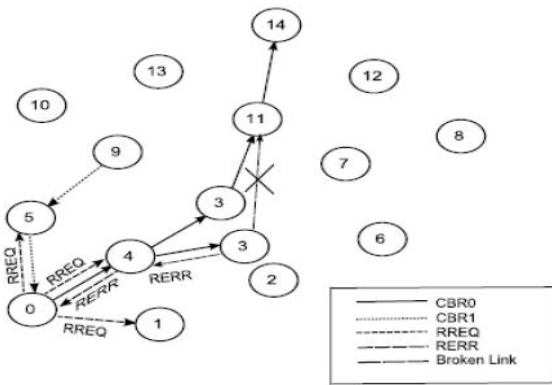 14
13
12
10
11
8
9
7
3
5
6
4
3
RREQ
RREQ
RERR
RERR
2
0
1
RREQ
CBR0
CBR1
RREQ
RERR
Broken Link